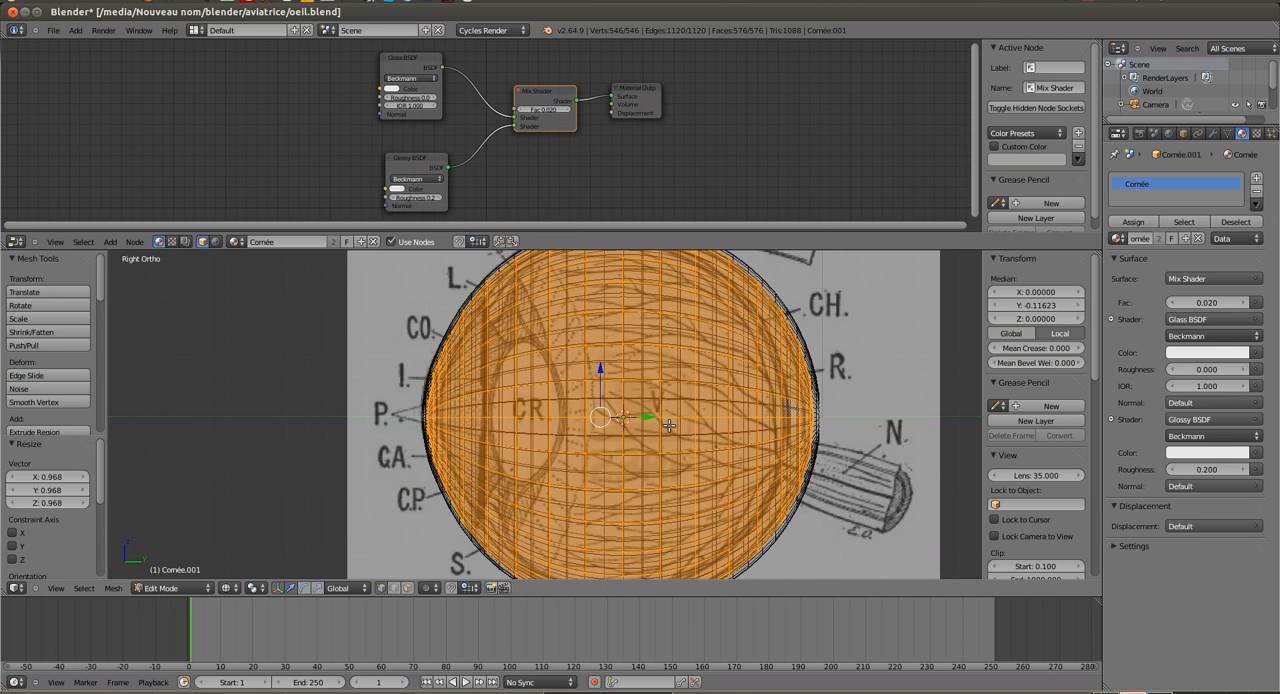 Blender* [/media/Nouveau nom/blender/aviatrice/oeil.blend]
File Add Render Window Help Default Scene Cycles Render v2.64.9 | Verts:546/546 | Edges:1120/1120 | Faces:576/576 | Tris:1088 | Cornée.001
Glass BSDF
BSDF
Beckmann
Color
Roughness 0.0
IOR 1.000
Normal
Mix Shader
Shader
Fac 0.020
Shader
Shader
Material Outp
Surface
Volume
Displacement
Glossy BSDF
BSDF
Beckmann
Color
Roughness 0.2
Normal
Active Node
Label:
Name: Mix Shader
Toggle Hidden Node Sockets
Color Presets
Custom Color
Grease Pencil
New
New Layer
View Search All Scenes
Scene
RenderLayers
World
Camera
Cornée.001 Cornée
Cornée
Assign Select Deselect
ornée 2 F Data
Surface
Surface: Mix Shader
Fac: 0.020
Shader: Glass BSDF
Beckmann
Color:
Roughness: 0.000
IOR: 1.000
Normal: Default
Shader: Glossy BSDF
Beckmann
Color:
Roughness: 0.200
Normal: Default
Displacement
Displacement: Default
Settings
View Select Add Node Cornée 2 F Use Nodes
Mesh Tools
Transform:
Translate
Rotate
Scale
Shrink/Fatten
Push/Pull
Deform:
Edge Slide
Noise
Smooth Vertex
Add:
Extrude Region
Resize
Vector
X: 0.968
Y: 0.968
Z: 0.968
Constraint Axis
X
Y
Z
Orientation
Right Ortho
L.
CO.
I.
P.
CA.
C.P.
S.
CR
V
CH.
R.
N.
E.O.
z
y
(1) Cornée.001
Transform
Median:
X: 0.00000
Y: -0.11623
Z: 0.00000
Global Local
Mean Crease: 0.000
Mean Bevel Wei: 0.000
Grease Pencil
New
New Layer
Delete Frame Convert
View
Lens: 35.000
Lock to Object:
Lock to Cursor
Lock Camera to View
Clip:
Start: 0.100
End: 1000.000
View Select Mesh Edit Mode Global
-50 -40 -30 -20 -10 0 10 20 30 40 50 60 70 80 90 100 110 120 130 140 150 160 170 180 190 200 210 220 230 240 250 260 270 280
View Marker Frame Playback Start: 1 End: 250 1 No Sync